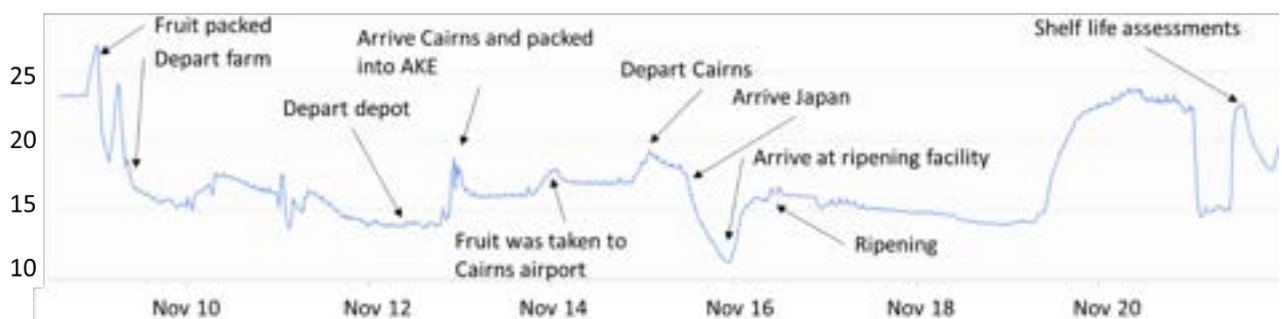 Fruit packed
Depart farm
Depart depot
Arrive Cairns and packed
into AKE
Fruit was taken to
Cairns airport
Depart Cairns
Arrive Japan
Arrive at ripening facility
Ripening
Shelf life assessments
25
20
15
10
Nov 10
Nov 12
Nov 14
Nov 16
Nov 18
Nov 20